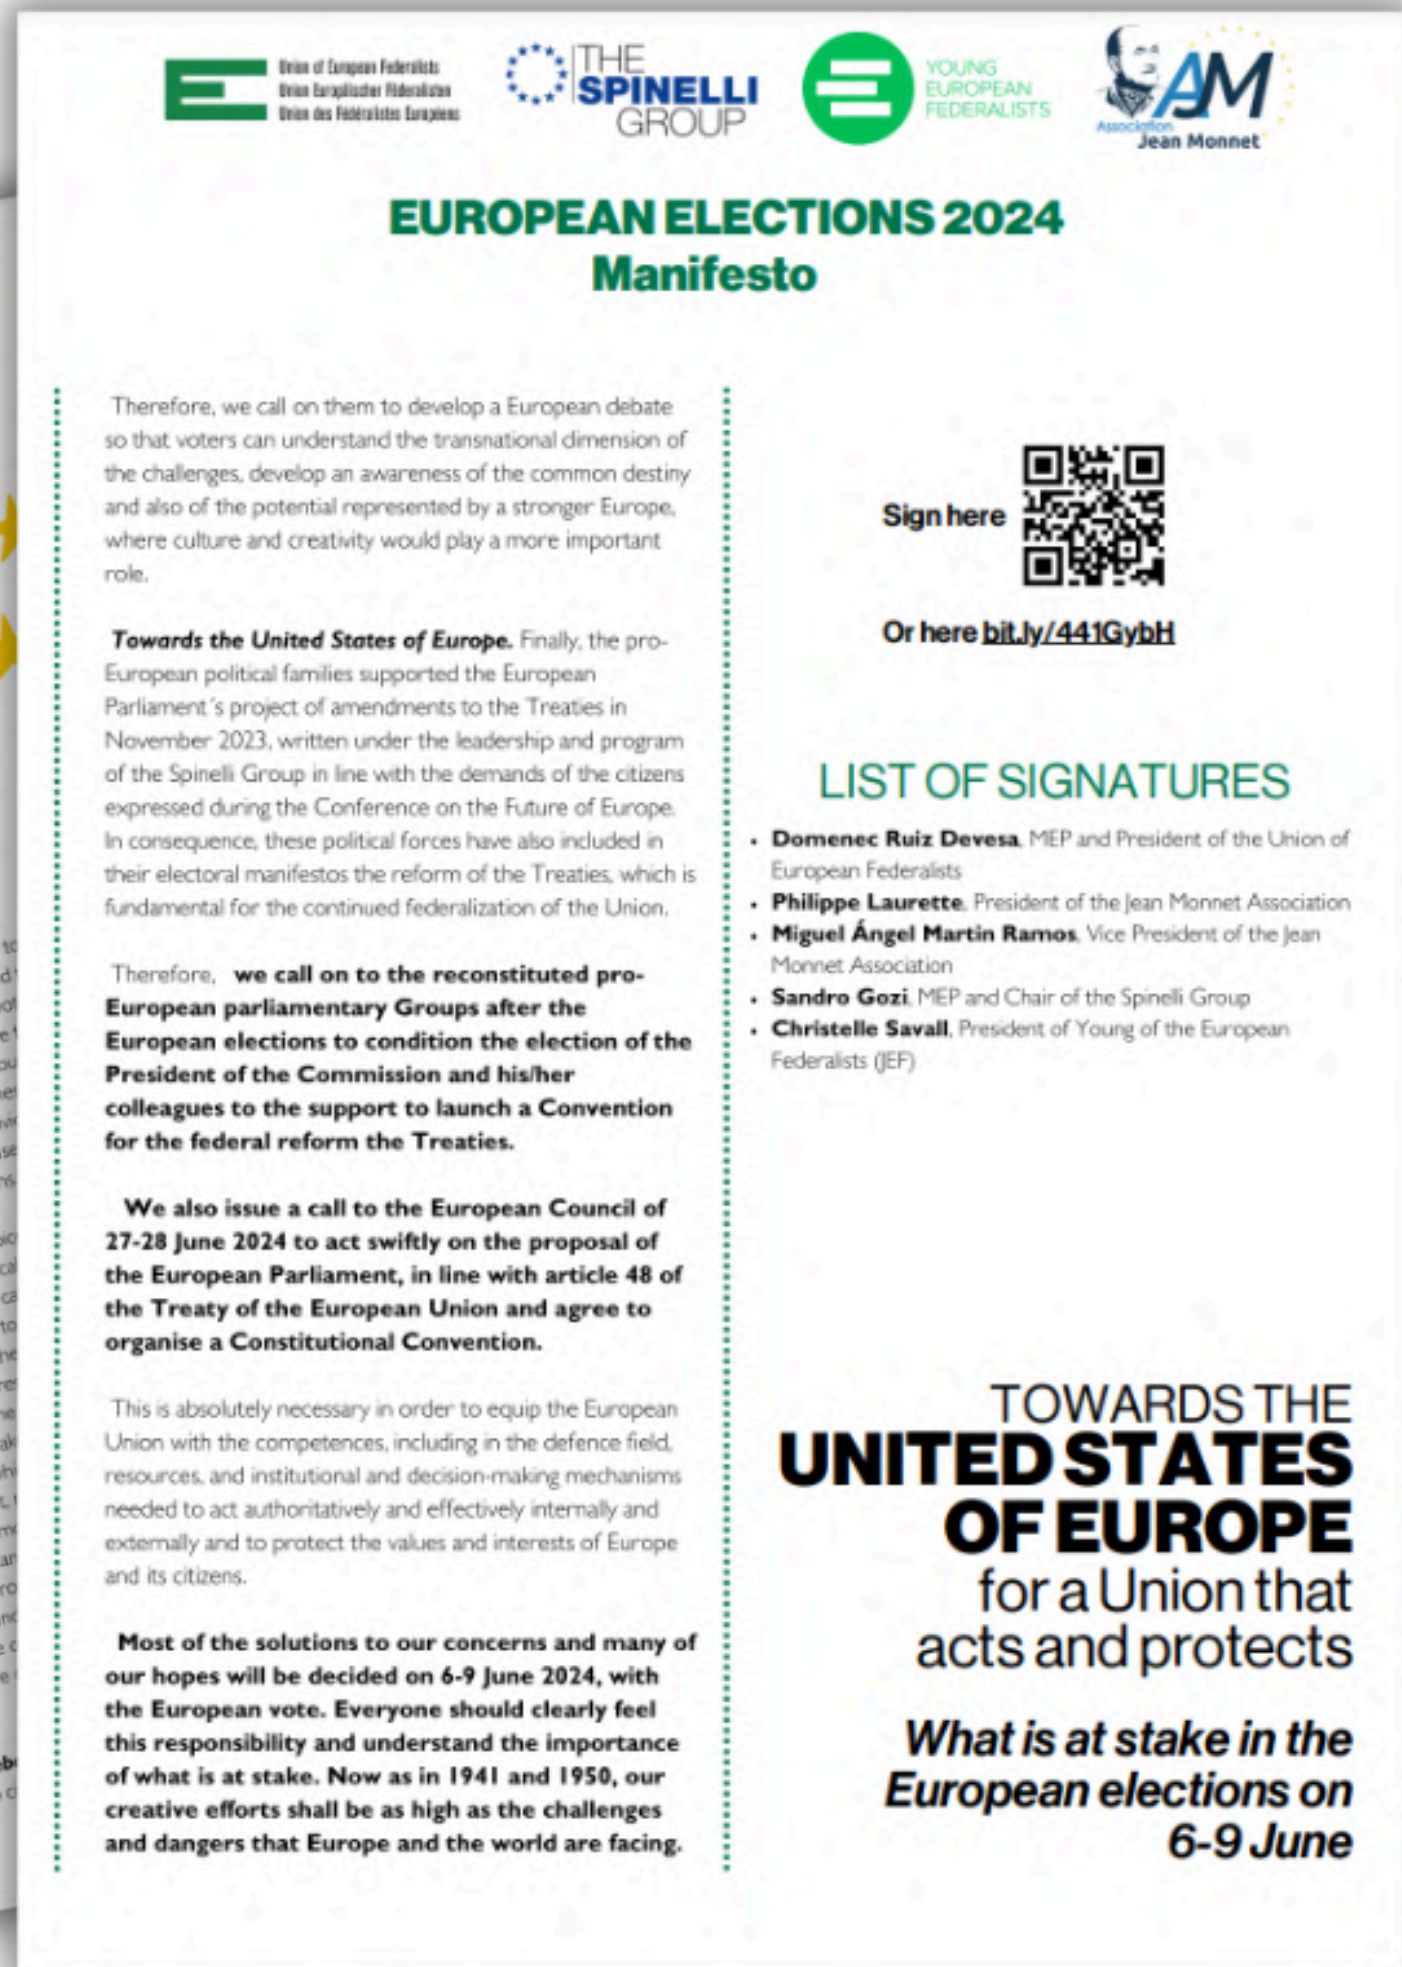 Union of European Federalists
Union Europäischer Föderalisten
Union des Fédéralistes Européens
THE
SPINELLI
GROUP
YOUNG
EUROPEAN
FEDERALISTS
AJM
Association
Jean Monnet
EUROPEAN ELECTIONS 2024
Manifesto
Therefore, we call on them to develop a European debate
so that voters can understand the transnational dimension of
the challenges, develop an awareness of the common destiny
and also of the potential represented by a stronger Europe,
where culture and creativity would play a more important
role.
Towards the United States of Europe. Finally, the pro-
European political families supported the European
Parliament´s project of amendments to the Treaties in
November 2023, written under the leadership and program
of the Spinelli Group in line with the demands of the citizens
expressed during the Conference on the Future of Europe.
In consequence, these political forces have also included in
their electoral manifestos the reform of the Treaties, which is
fundamental for the continued federalization of the Union.
Therefore, we call on to the reconstituted pro-
European parliamentary Groups after the
European elections to condition the election of the
President of the Commission and his/her
colleagues to the support to launch a Convention
for the federal reform the Treaties.
We also issue a call to the European Council of
27-28 June 2024 to act swiftly on the proposal of
the European Parliament, in line with article 48 of
the Treaty of the European Union and agree to
organise a Constitutional Convention.
This is absolutely necessary in order to equip the European
Union with the competences, including in the defence field,
resources, and institutional and decision-making mechanisms
needed to act authoritatively and effectively internally and
externally and to protect the values and interests of Europe
and its citizens.
Most of the solutions to our concerns and many of
our hopes will be decided on 6-9 June 2024, with
the European vote. Everyone should clearly feel
this responsibility and understand the importance
of what is at stake. Now as in 1941 and 1950, our
creative efforts shall be as high as the challenges
and dangers that Europe and the world are facing.
Sign here
Or here bit.ly/441GybH
LIST OF SIGNATURES
• Domenec Ruiz Devesa, MEP and President of the Union of
European Federalists
• Philippe Laurette, President of the Jean Monnet Association
• Miguel Ángel Martin Ramos, Vice President of the Jean
Monnet Association
• Sandro Gozi, MEP and Chair of the Spinelli Group
• Christelle Savall, President of Young of the European
Federalists (JEF)
TOWARDS THE
UNITED STATES
OF EUROPE
for a Union that
acts and protects
What is at stake in the
European elections on
6-9 June